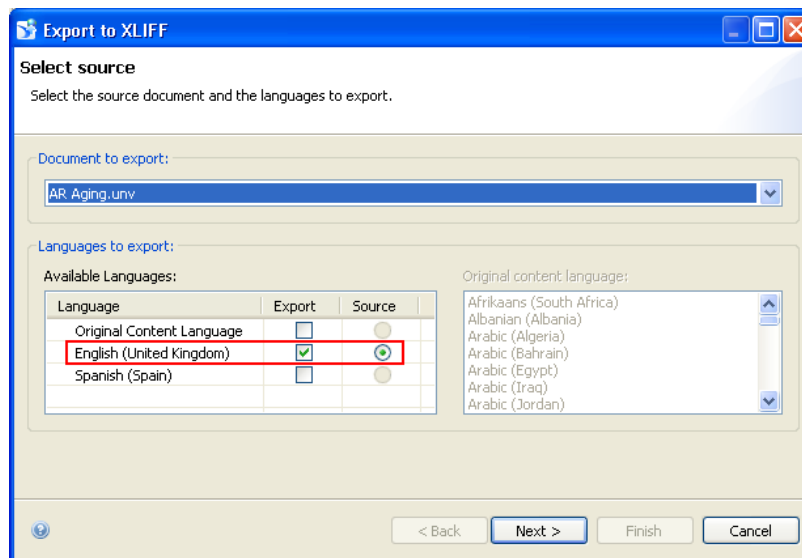 Export to XLIFF
Select source
Select the source document and the languages to export.
Document to export:
AR Aging.unv
Languages to export:
Available Languages:
Language Export Source
Original Content Language
English (United Kingdom)
Spanish (Spain)
Original content language:
Afrikaans (South Africa)
Albanian (Albania)
Arabic (Algeria)
Arabic (Bahrain)
Arabic (Egypt)
Arabic (Iraq)
Arabic (Jordan)
< Back Next > Finish Cancel